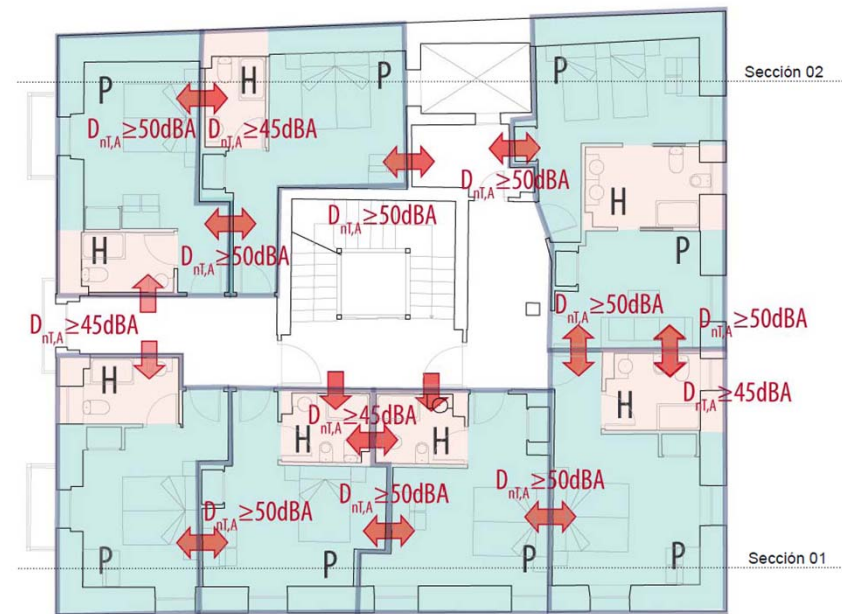 Sección 02
P
H
P
P
DnT,A≥50dBA
DnT,A≥45dBA
DnT,A≥50dBA
H
DnT,A≥50dBA
H
DnT,A≥50dBA
P
DnT,A≥50dBA
DnT,A≥50dBA
DnT,A≥45dBA
H
DnT,A≥45dBA
H
DnT,A≥45dBA
H
H
DnT,A≥50dBA
DnT,A≥50dBA
DnT,A≥50dBA
Sección 01
P
P
P
P